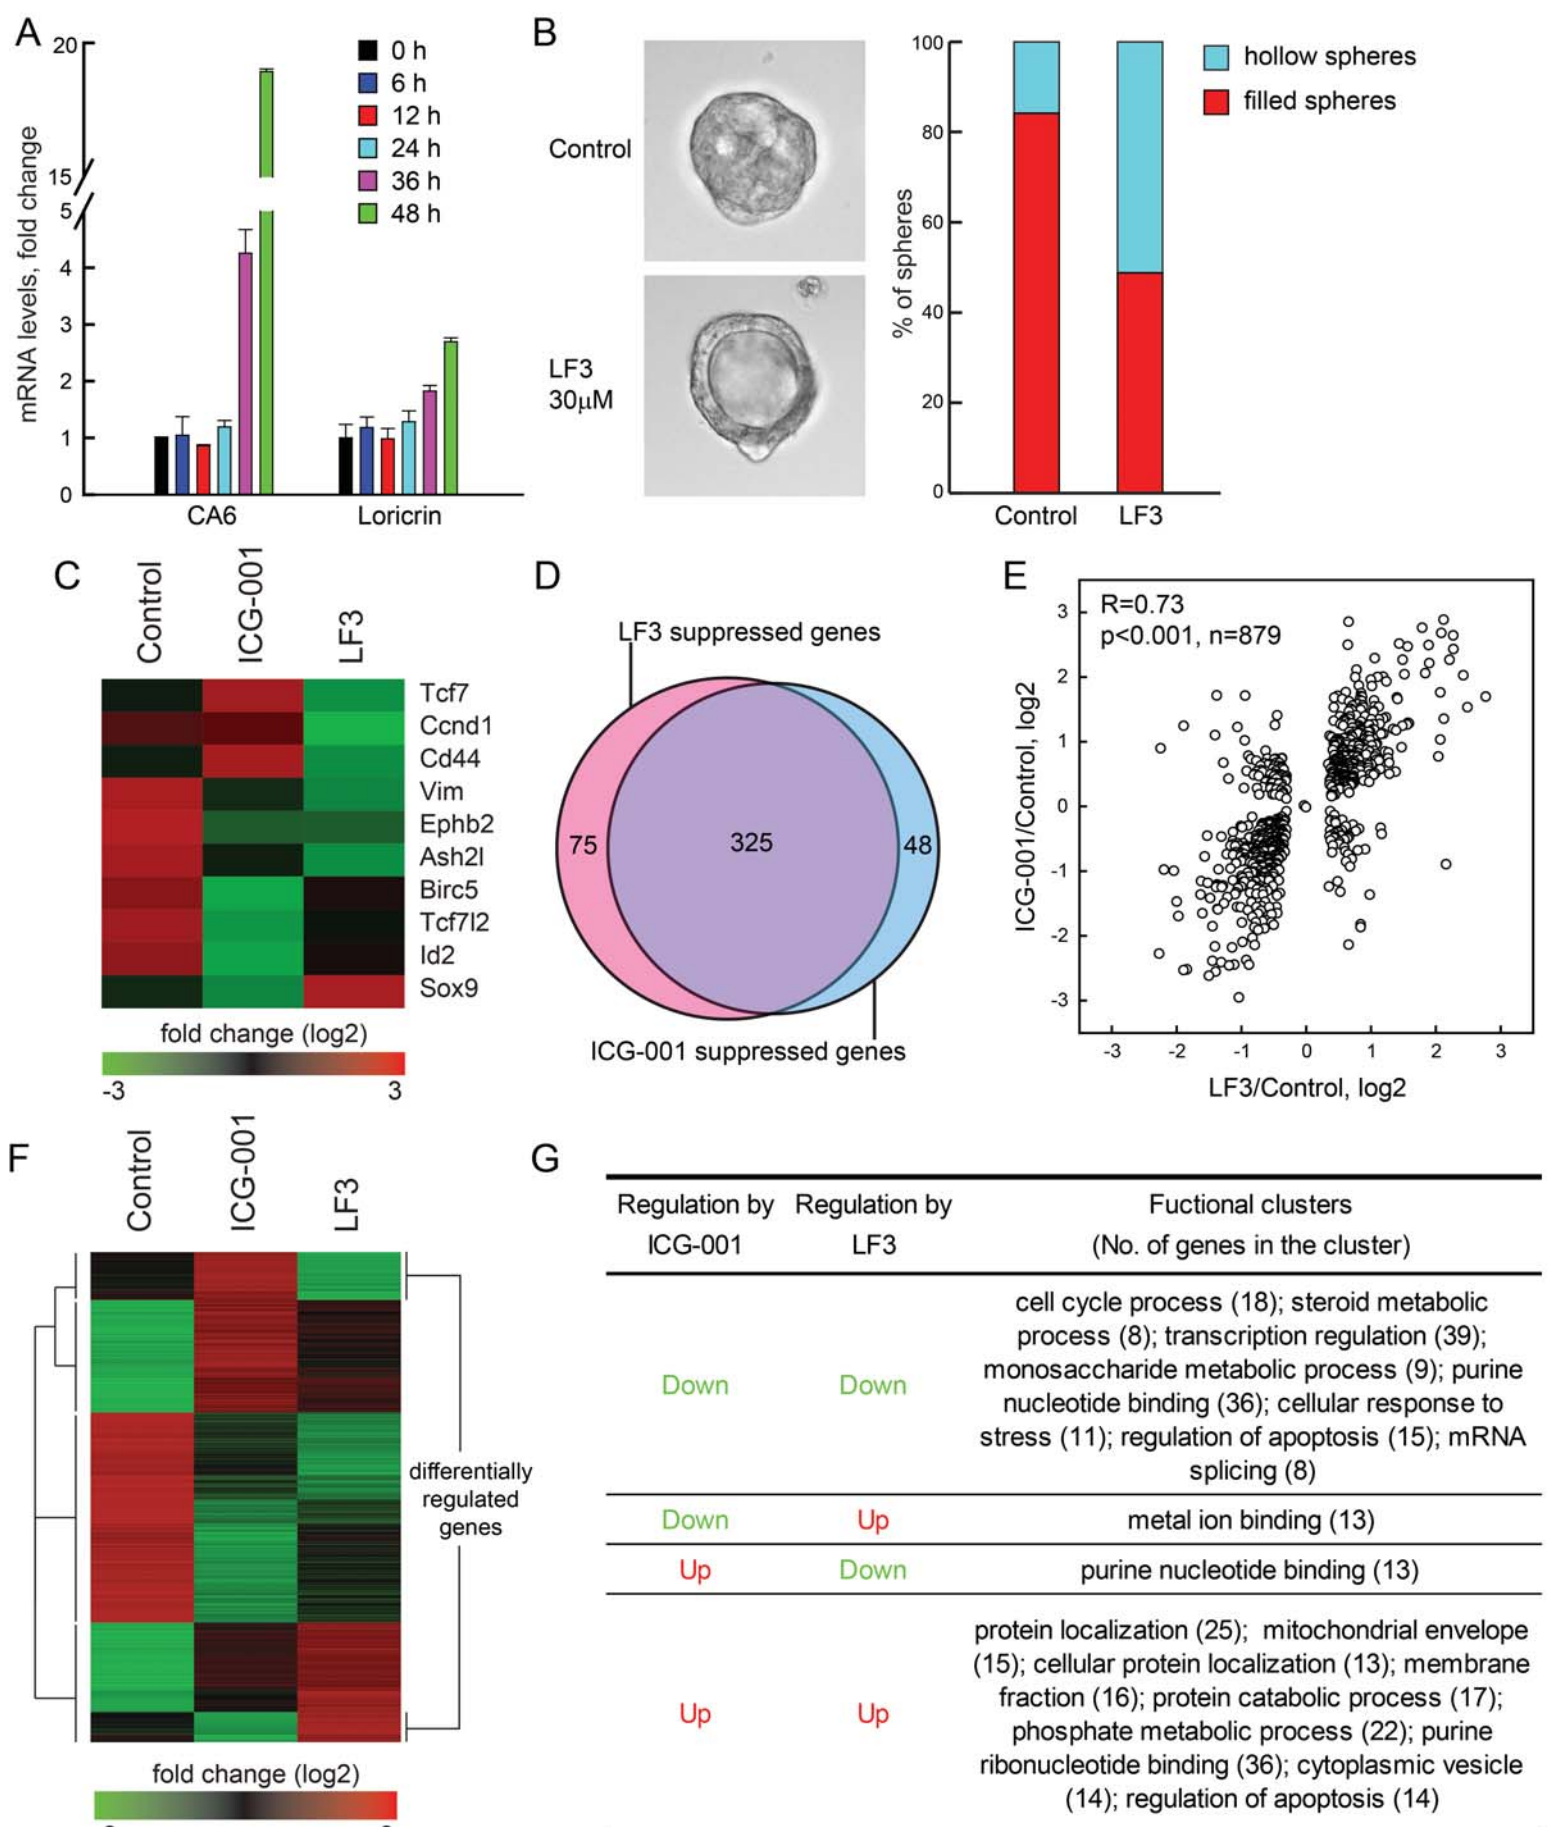 A
20
15
5
4
3
2
1
0
mRNA levels, fold change
0 h
6 h
12 h
24 h
36 h
48 h
CA6
Loricrin
B
Control
LF3
30μM
100
80
60
40
20
0
% of spheres
Control
LF3
hollow spheres
filled spheres
C
Control
ICG-001
LF3
Tcf7
Ccnd1
Cd44
Vim
Ephb2
Ash2l
Birc5
Tcf7l2
Id2
Sox9
fold change (log2)
-3
3
D
LF3 suppressed genes
75
325
48
ICG-001 suppressed genes
E
R=0.73
p<0.001, n=879
3
2
1
0
-1
-2
-3
ICG-001/Control, log2
-3
-2
-1
0
1
2
3
LF3/Control, log2
F
Control
ICG-001
LF3
differentially
regulated
genes
fold change (log2)
G
Regulation by
ICG-001
Regulation by
LF3
Fuctional clusters
(No. of genes in the cluster)
Down
Down
cell cycle process (18); steroid metabolic
process (8); transcription regulation (39);
monosaccharide metabolic process (9); purine
nucleotide binding (36); cellular response to
stress (11); regulation of apoptosis (15); mRNA
splicing (8)
Down
Up
metal ion binding (13)
Up
Down
purine nucleotide binding (13)
Up
Up
protein localization (25); mitochondrial envelope
(15); cellular protein localization (13); membrane
fraction (16); protein catabolic process (17);
phosphate metabolic process (22); purine
ribonucleotide binding (36); cytoplasmic vesicle
(14); regulation of apoptosis (14)